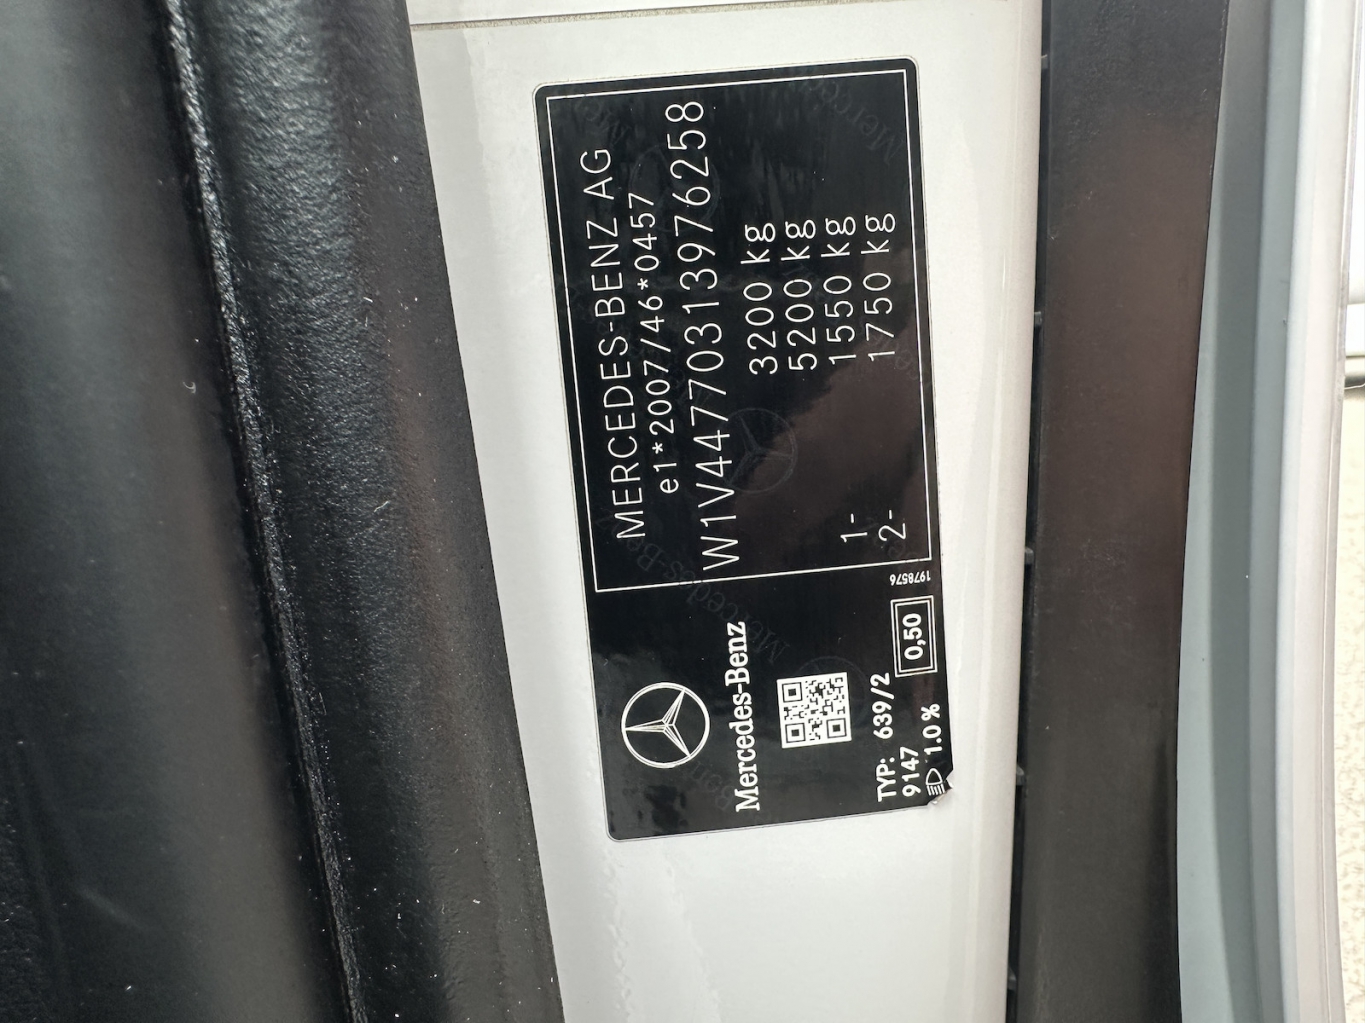 MERCEDES-BENZ AG
e1*2007/46*0457
W1V44770313976258
3200 kg
5200 kg
1- 1550 kg
2- 1750 kg
Mercedes-Benz
TYP: 639/2
9147
1.0 %
0,50
1978576